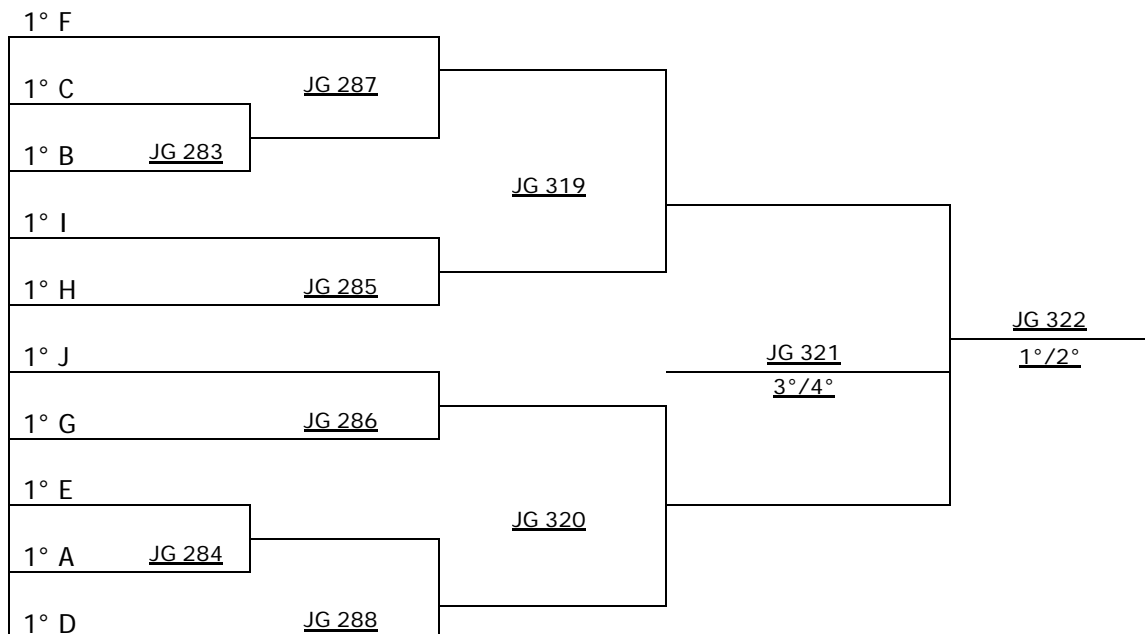 1° F
1° C
JG 287
1° B
JG 283
JG 319
1° I
1° H
JG 285
JG 322
1° J
JG 321
1°/2°
3°/4°
1° G
JG 286
1° E
JG 320
1° A
JG 284
1° D
JG 288